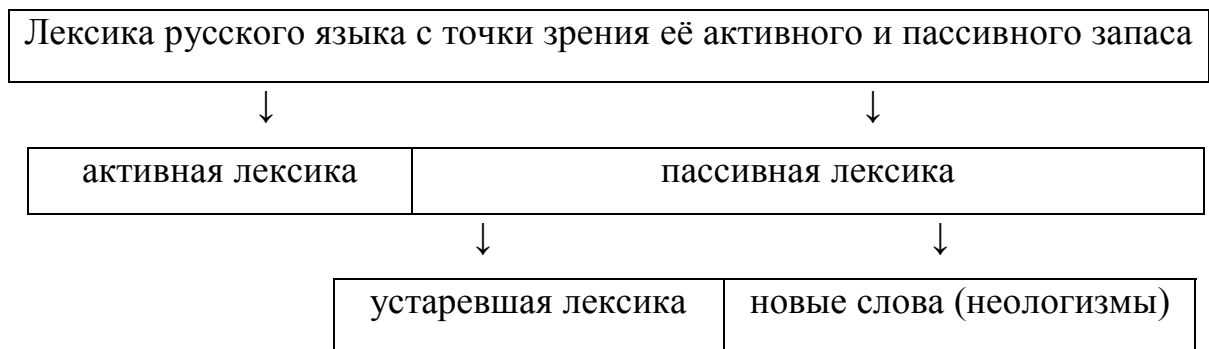 Лексика русского языка с точки зрения её активного и пассивного запаса
↓ ↓
активная лексика пассивная лексика
↓ ↓
устаревшая лексика новые слова (неологизмы)